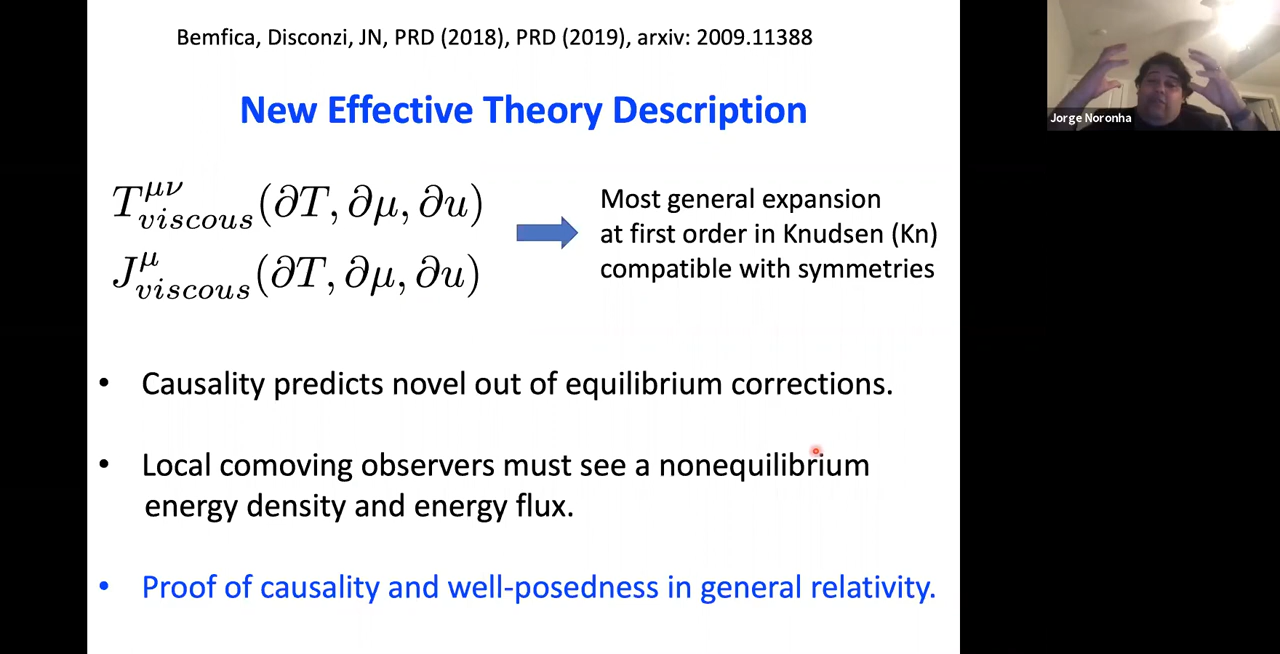 Bemfica, Disconzi, JN, PRD (2018), PRD (2019), arxiv: 2009.11388
New Effective Theory Description
T^{μν}_{viscous}(∂T, ∂μ, ∂u)
J^{μ}_{viscous}(∂T, ∂μ, ∂u)
Most general expansion
at first order in Knudsen (Kn)
compatible with symmetries
• Causality predicts novel out of equilibrium corrections.
• Local comoving observers must see a nonequilibrium
energy density and energy flux.
• Proof of causality and well-posedness in general relativity.
Jorge Noronha